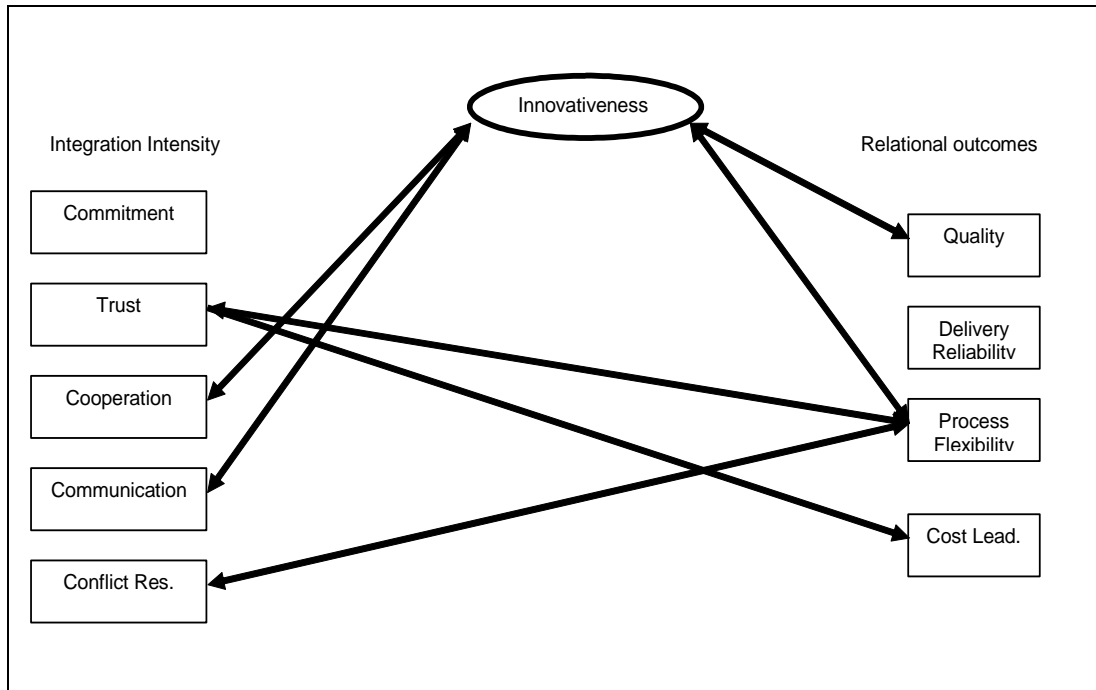 Innovativeness
Integration Intensity
Relational outcomes
Commitment
Trust
Cooperation
Communication
Conflict Res.
Quality
Delivery
Reliability
Process
Flexibility
Cost Lead.